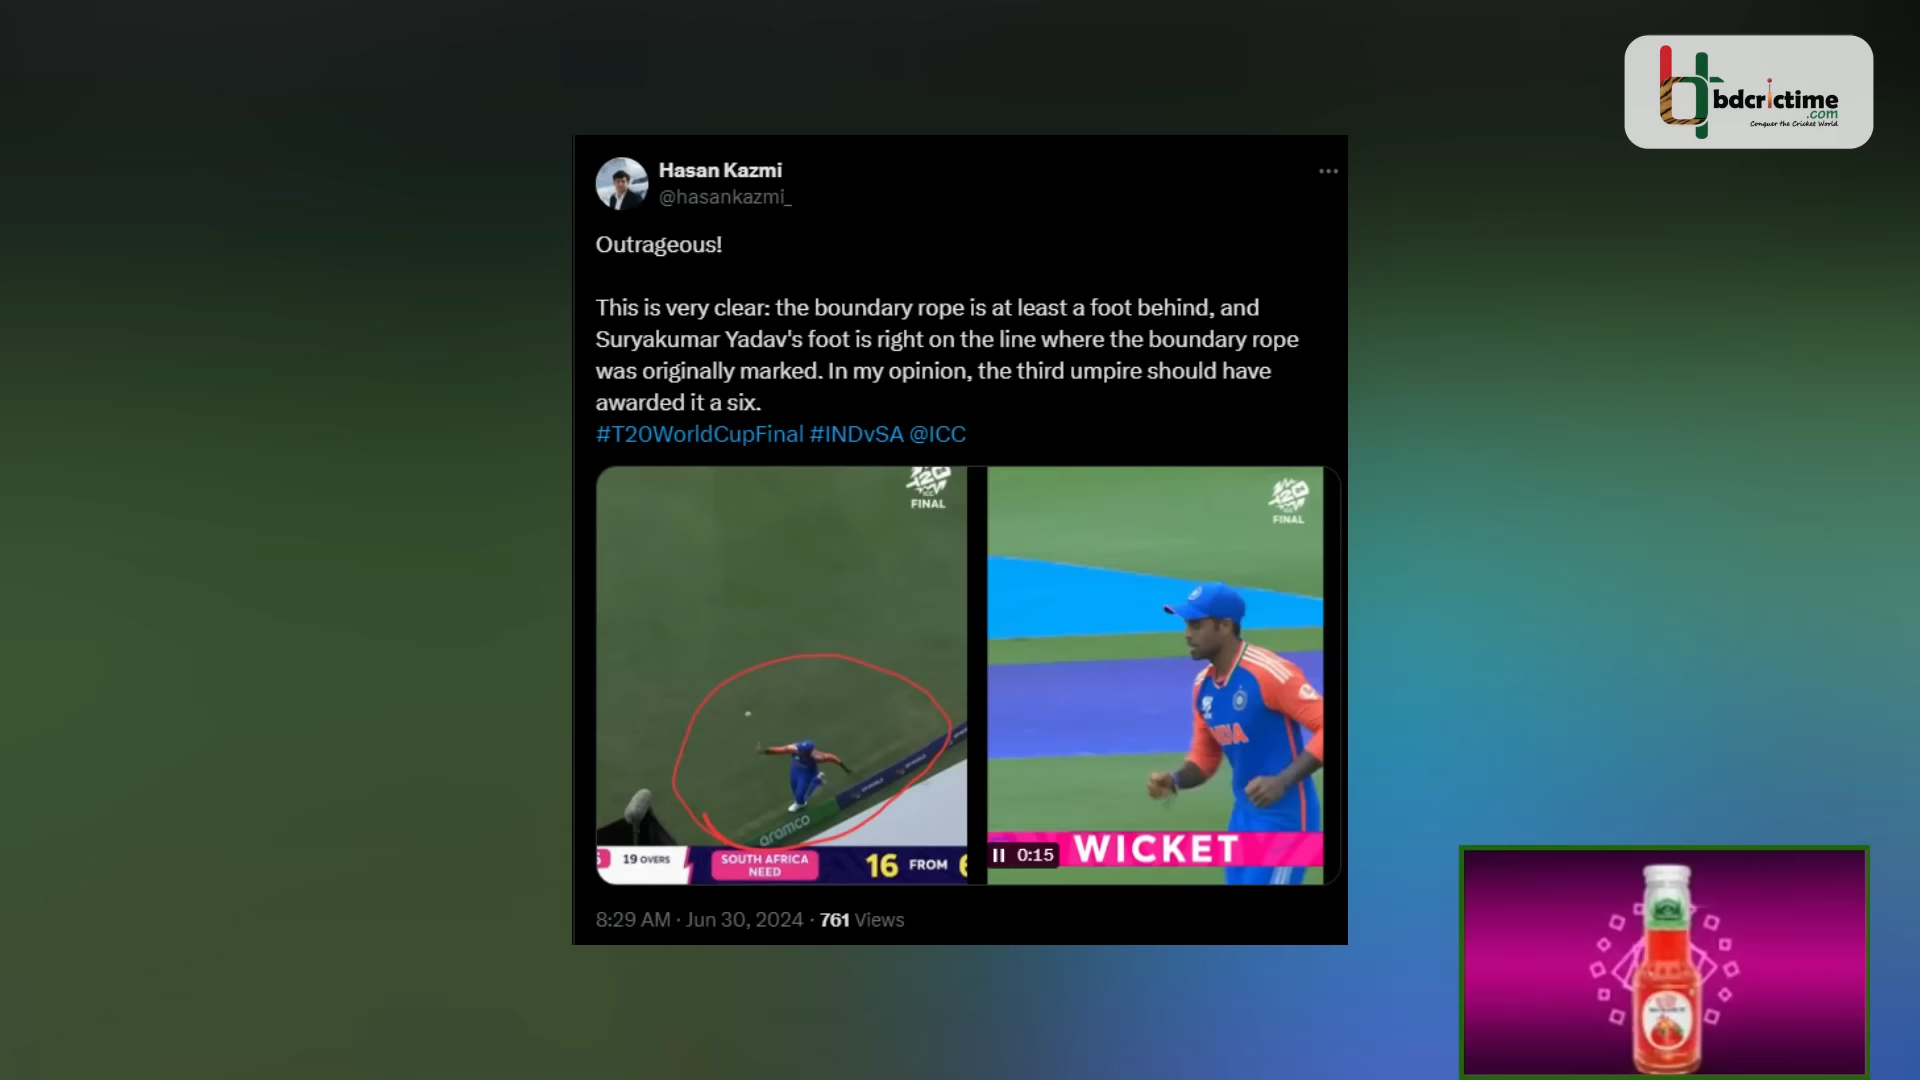 bdcrictime
.com
Conquer the Cricket World
Hasan Kazmi
@hasankazmi_
Outrageous!
This is very clear: the boundary rope is at least a foot behind, and
Suryakumar Yadav's foot is right on the line where the boundary rope
was originally marked. In my opinion, the third umpire should have
awarded it a six.
#T20WorldCupFinal #INDvSA @ICC
FINAL
FINAL
INDIA
aramco
19 OVERS
SOUTH AFRICA
NEED
16 FROM 6
0:15
WICKET
8:29 AM · Jun 30, 2024 · 761 Views